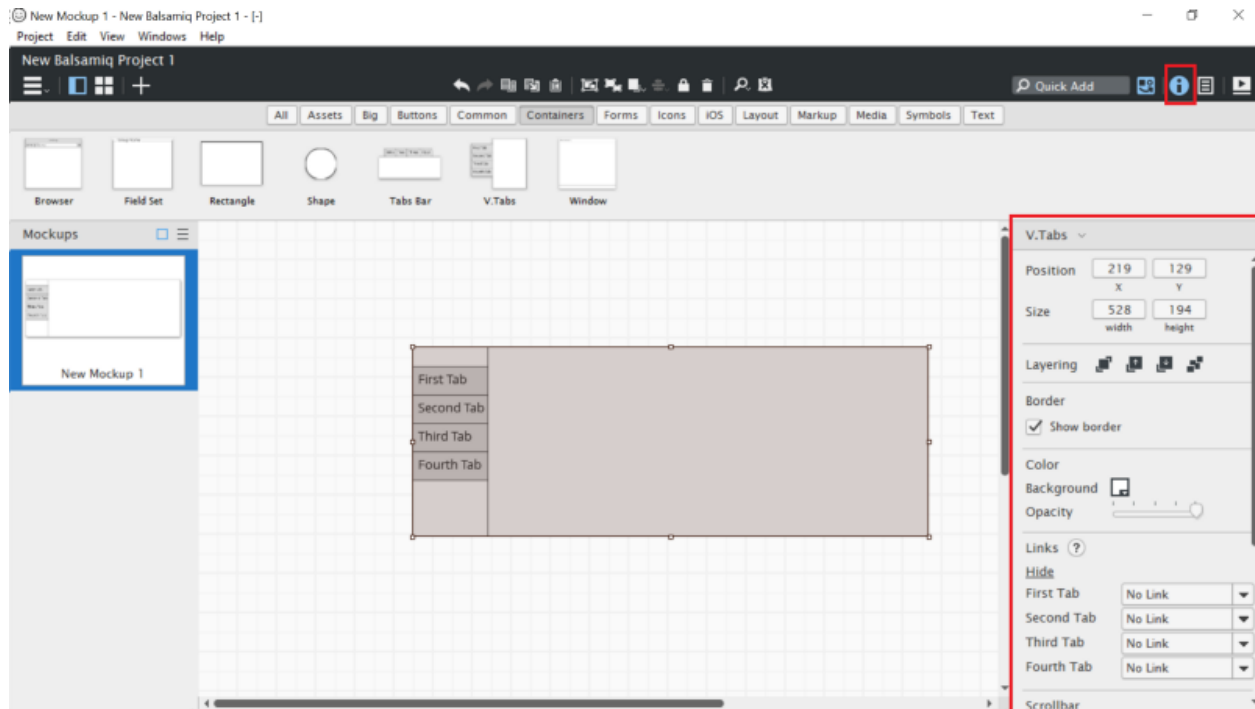 New Mockup 1 - New Balsamiq Project 1 - [-]
Project Edit View Windows Help
New Balsamiq Project 1
Quick Add
All Assets Big Buttons Common Containers Forms Icons iOS Layout Markup Media Symbols Text
Browser Field Set Rectangle Shape Tabs Bar V.Tabs Window
Mockups
New Mockup 1
First Tab
Second Tab
Third Tab
Fourth Tab
V.Tabs
Position 219 129
X Y
Size 528 194
width height
Layering
Border
Show border
Color
Background
Opacity
Links ?
Hide
First Tab No Link
Second Tab No Link
Third Tab No Link
Fourth Tab No Link
Scrollbar